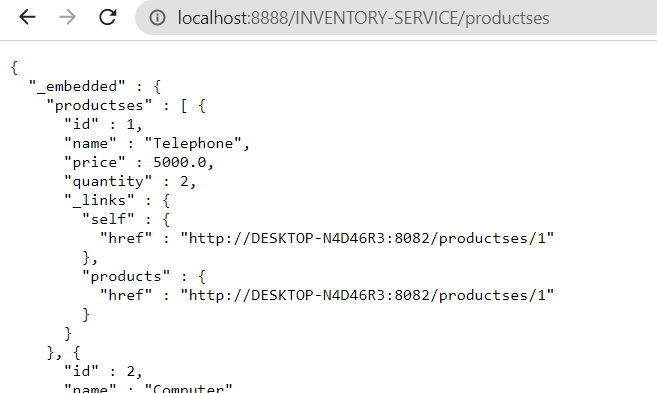 localhost:8888/INVENTORY-SERVICE/productses
{
  "_embedded" : {
    "productses" : [ {
      "id" : 1,
      "name" : "Telephone",
      "price" : 5000.0,
      "quantity" : 2,
      "_links" : {
        "self" : {
          "href" : "http://DESKTOP-N4D46R3:8082/productses/1"
        },
        "products" : {
          "href" : "http://DESKTOP-N4D46R3:8082/productses/1"
        }
      }
    }, {
      "id" : 2,
      "name" : "Computer"